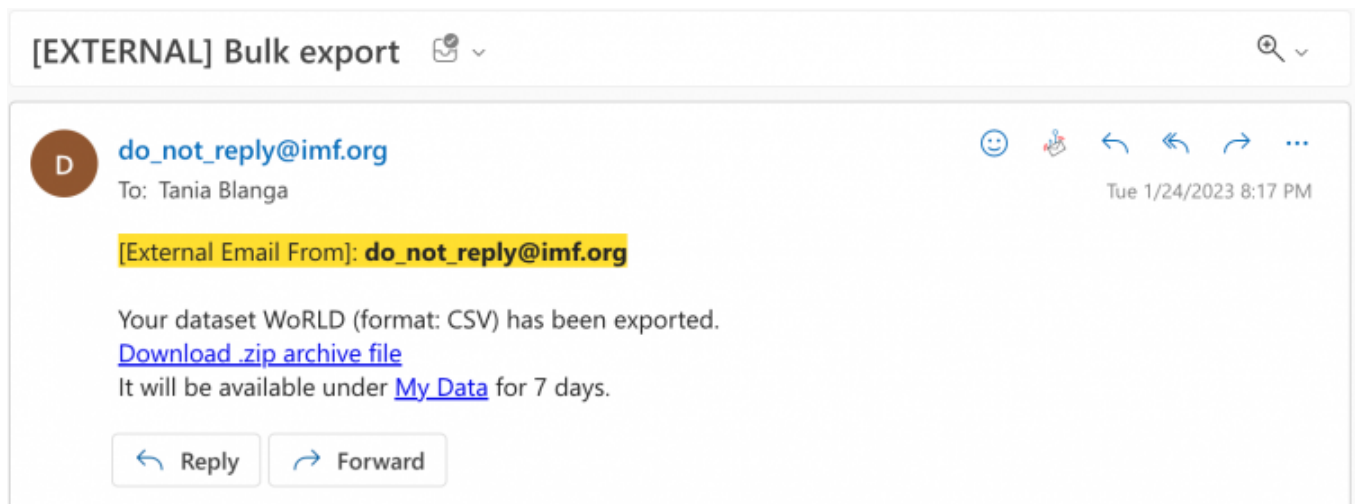 [EXTERNAL] Bulk export
D
do_not_reply@imf.org
To: Tania Blanga
Tue 1/24/2023 8:17 PM
[External Email From]: do_not_reply@imf.org
Your dataset WoRLD (format: CSV) has been exported.
Download .zip archive file
It will be available under My Data for 7 days.
Reply
Forward